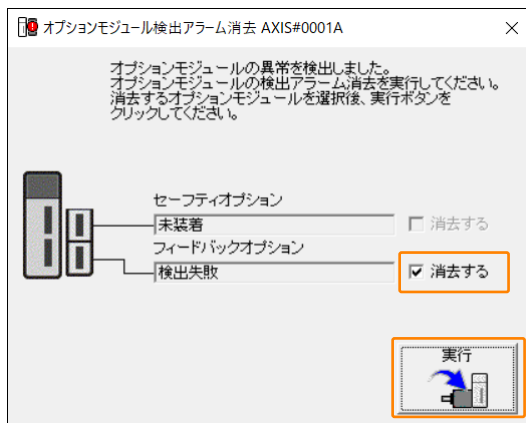 オプションモジュール検出アラーム消去 AXIS#0001A
オプションモジュールの異常を検出しました。
オプションモジュールの検出アラーム消去を実行してください。
消去するオプションモジュールを選択後、実行ボタンを
クリックしてください。
セーフティオプション
未装着
消去する
フィードバックオプション
検出失敗
消去する
実行